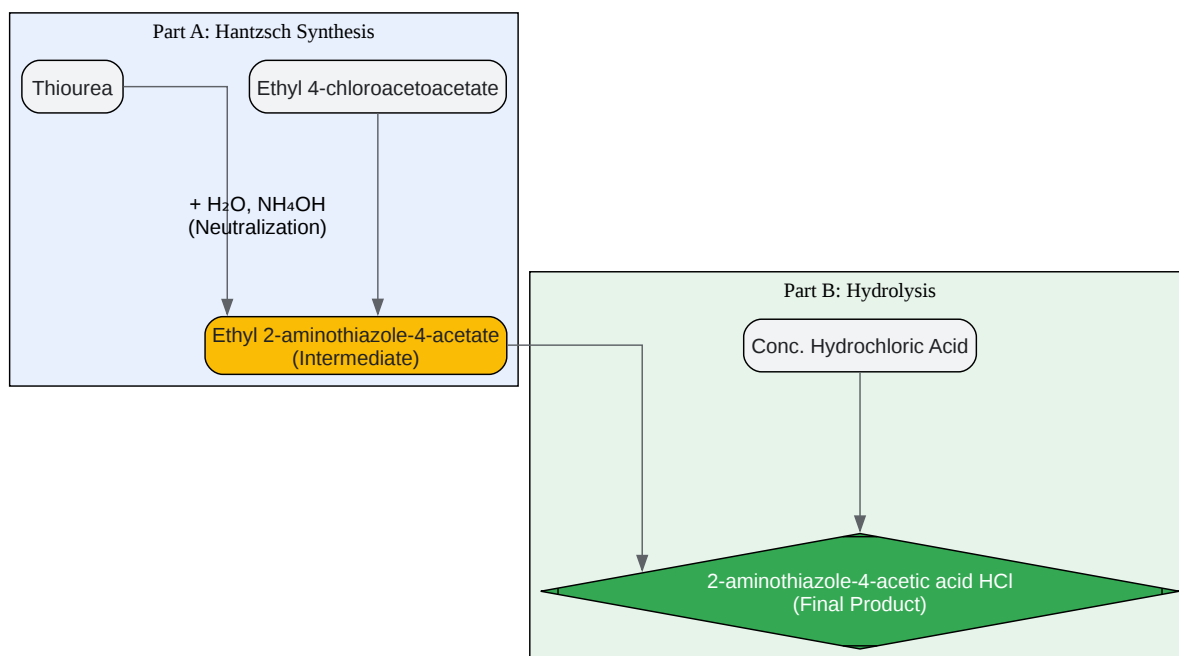 Part A: Hantzsch Synthesis
Thiourea
Ethyl 4-chloroacetoacetate
+ H₂O, NH₄OH
(Neutralization)
Ethyl 2-aminothiazole-4-acetate
(Intermediate)
Part B: Hydrolysis
Conc. Hydrochloric Acid
2-aminothiazole-4-acetic acid HCl
(Final Product)